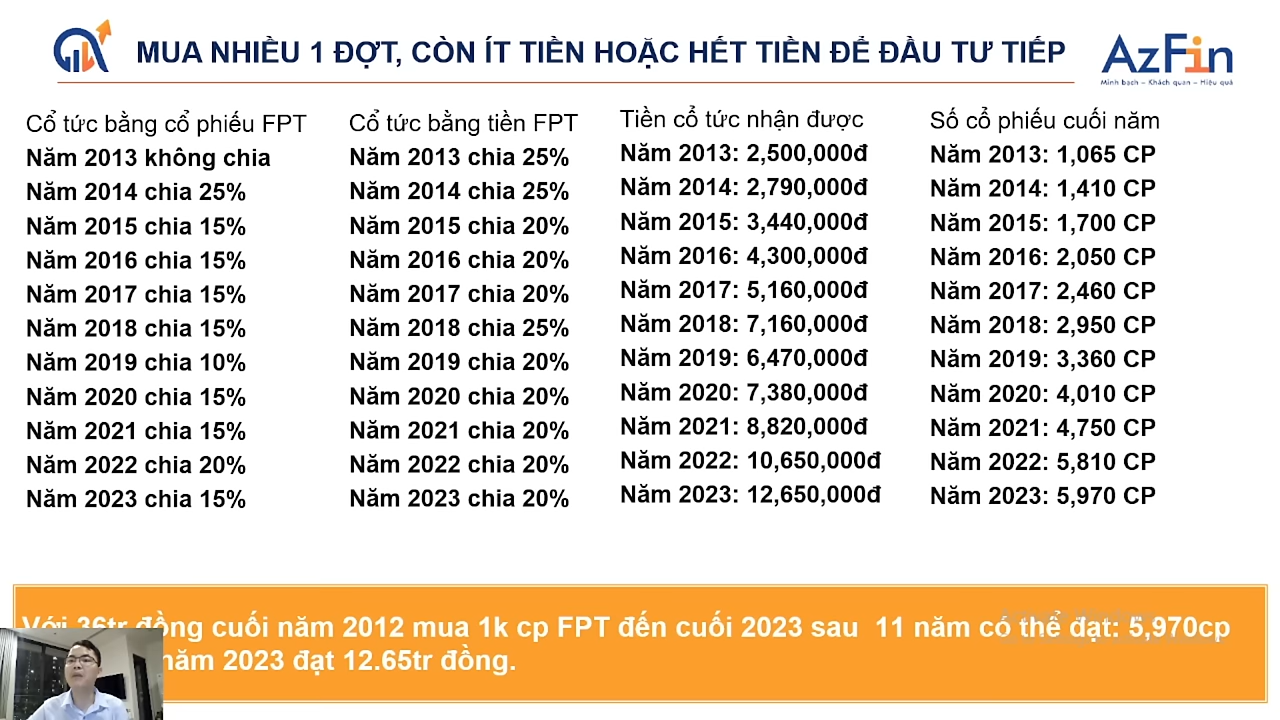 MUA NHIỀU 1 ĐỢT, CÒN ÍT TIỀN HOẶC HẾT TIỀN ĐỂ ĐẦU TƯ TIẾP
AzFin
Minh bạch – Khách quan – Hiệu quả
Cổ tức bằng cổ phiếu FPT
Năm 2013 không chia
Năm 2014 chia 25%
Năm 2015 chia 15%
Năm 2016 chia 15%
Năm 2017 chia 15%
Năm 2018 chia 15%
Năm 2019 chia 10%
Năm 2020 chia 15%
Năm 2021 chia 15%
Năm 2022 chia 20%
Năm 2023 chia 15%
Cổ tức bằng tiền FPT
Năm 2013 chia 25%
Năm 2014 chia 25%
Năm 2015 chia 20%
Năm 2016 chia 20%
Năm 2017 chia 20%
Năm 2018 chia 25%
Năm 2019 chia 20%
Năm 2020 chia 20%
Năm 2021 chia 20%
Năm 2022 chia 20%
Năm 2023 chia 20%
Tiền cổ tức nhận được
Năm 2013: 2,500,000đ
Năm 2014: 2,790,000đ
Năm 2015: 3,440,000đ
Năm 2016: 4,300,000đ
Năm 2017: 5,160,000đ
Năm 2018: 7,160,000đ
Năm 2019: 6,470,000đ
Năm 2020: 7,380,000đ
Năm 2021: 8,820,000đ
Năm 2022: 10,650,000đ
Năm 2023: 12,650,000đ
Số cổ phiếu cuối năm
Năm 2013: 1,065 CP
Năm 2014: 1,410 CP
Năm 2015: 1,700 CP
Năm 2016: 2,050 CP
Năm 2017: 2,460 CP
Năm 2018: 2,950 CP
Năm 2019: 3,360 CP
Năm 2020: 4,010 CP
Năm 2021: 4,750 CP
Năm 2022: 5,810 CP
Năm 2023: 5,970 CP
Với 36tr đồng cuối năm 2012 mua 1k cp FPT đến cuối 2023 sau 11 năm có thể đạt: 5,970cp
năm 2023 đạt 12.65tr đồng.